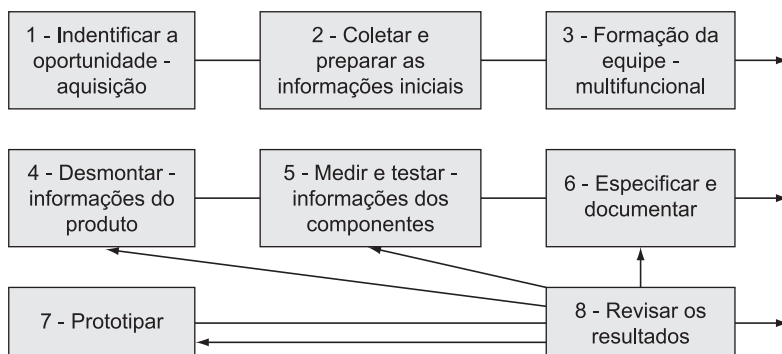 1 - Indentificar a
oportunidade -
aquisição
2 - Coletar e
preparar as
informações iniciais
3 - Formação da
equipe -
multifuncional
4 - Desmontar -
informações do
produto
5 - Medir e testar -
informações dos
componentes
6 - Especificar e
documentar
7 - Prototipar
8 - Revisar os
resultados